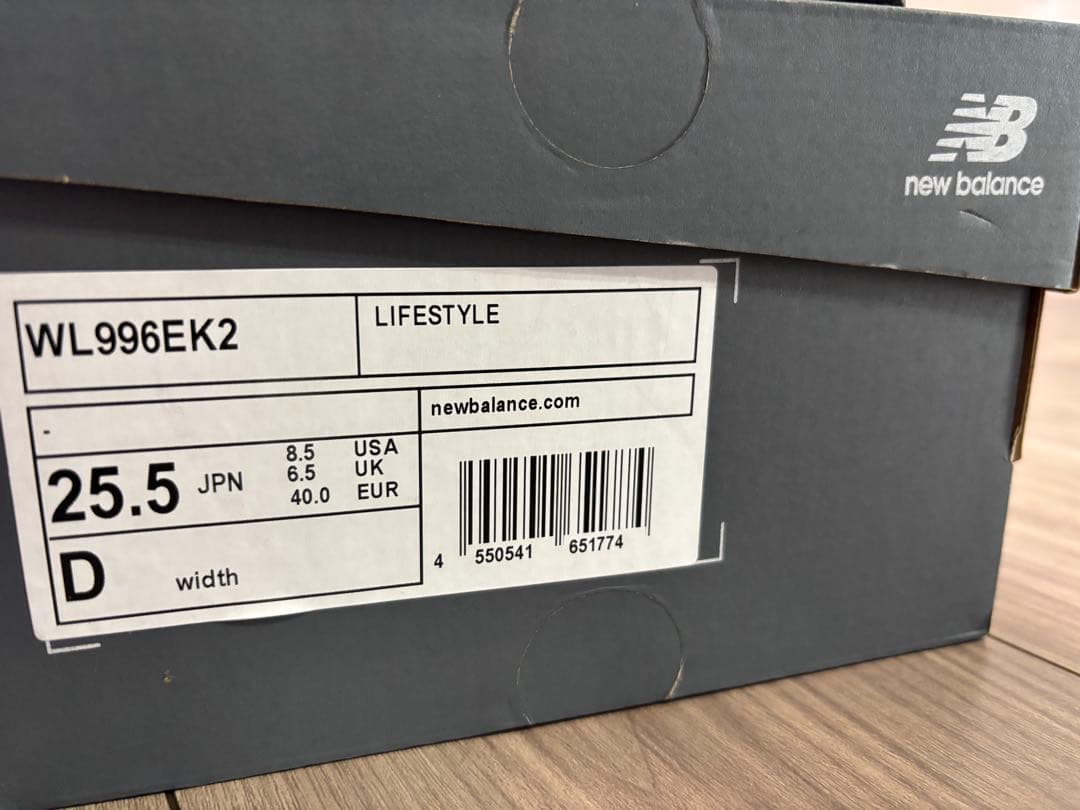 new balance
WL996EK2
LIFESTYLE
-
newbalance.com
25.5 JPN
8.5 USA
6.5 UK
40.0 EUR
D width
4 550541 651774